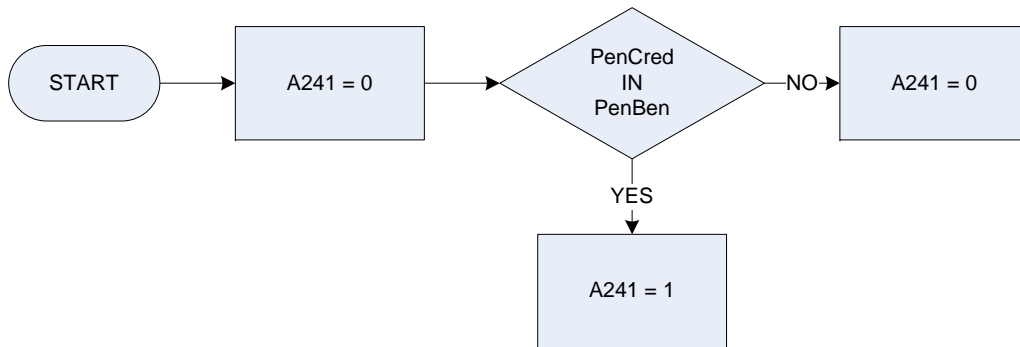 START
A241 = 0
PenCred
IN
PenBen
NO
A241 = 0
YES
A241 = 1